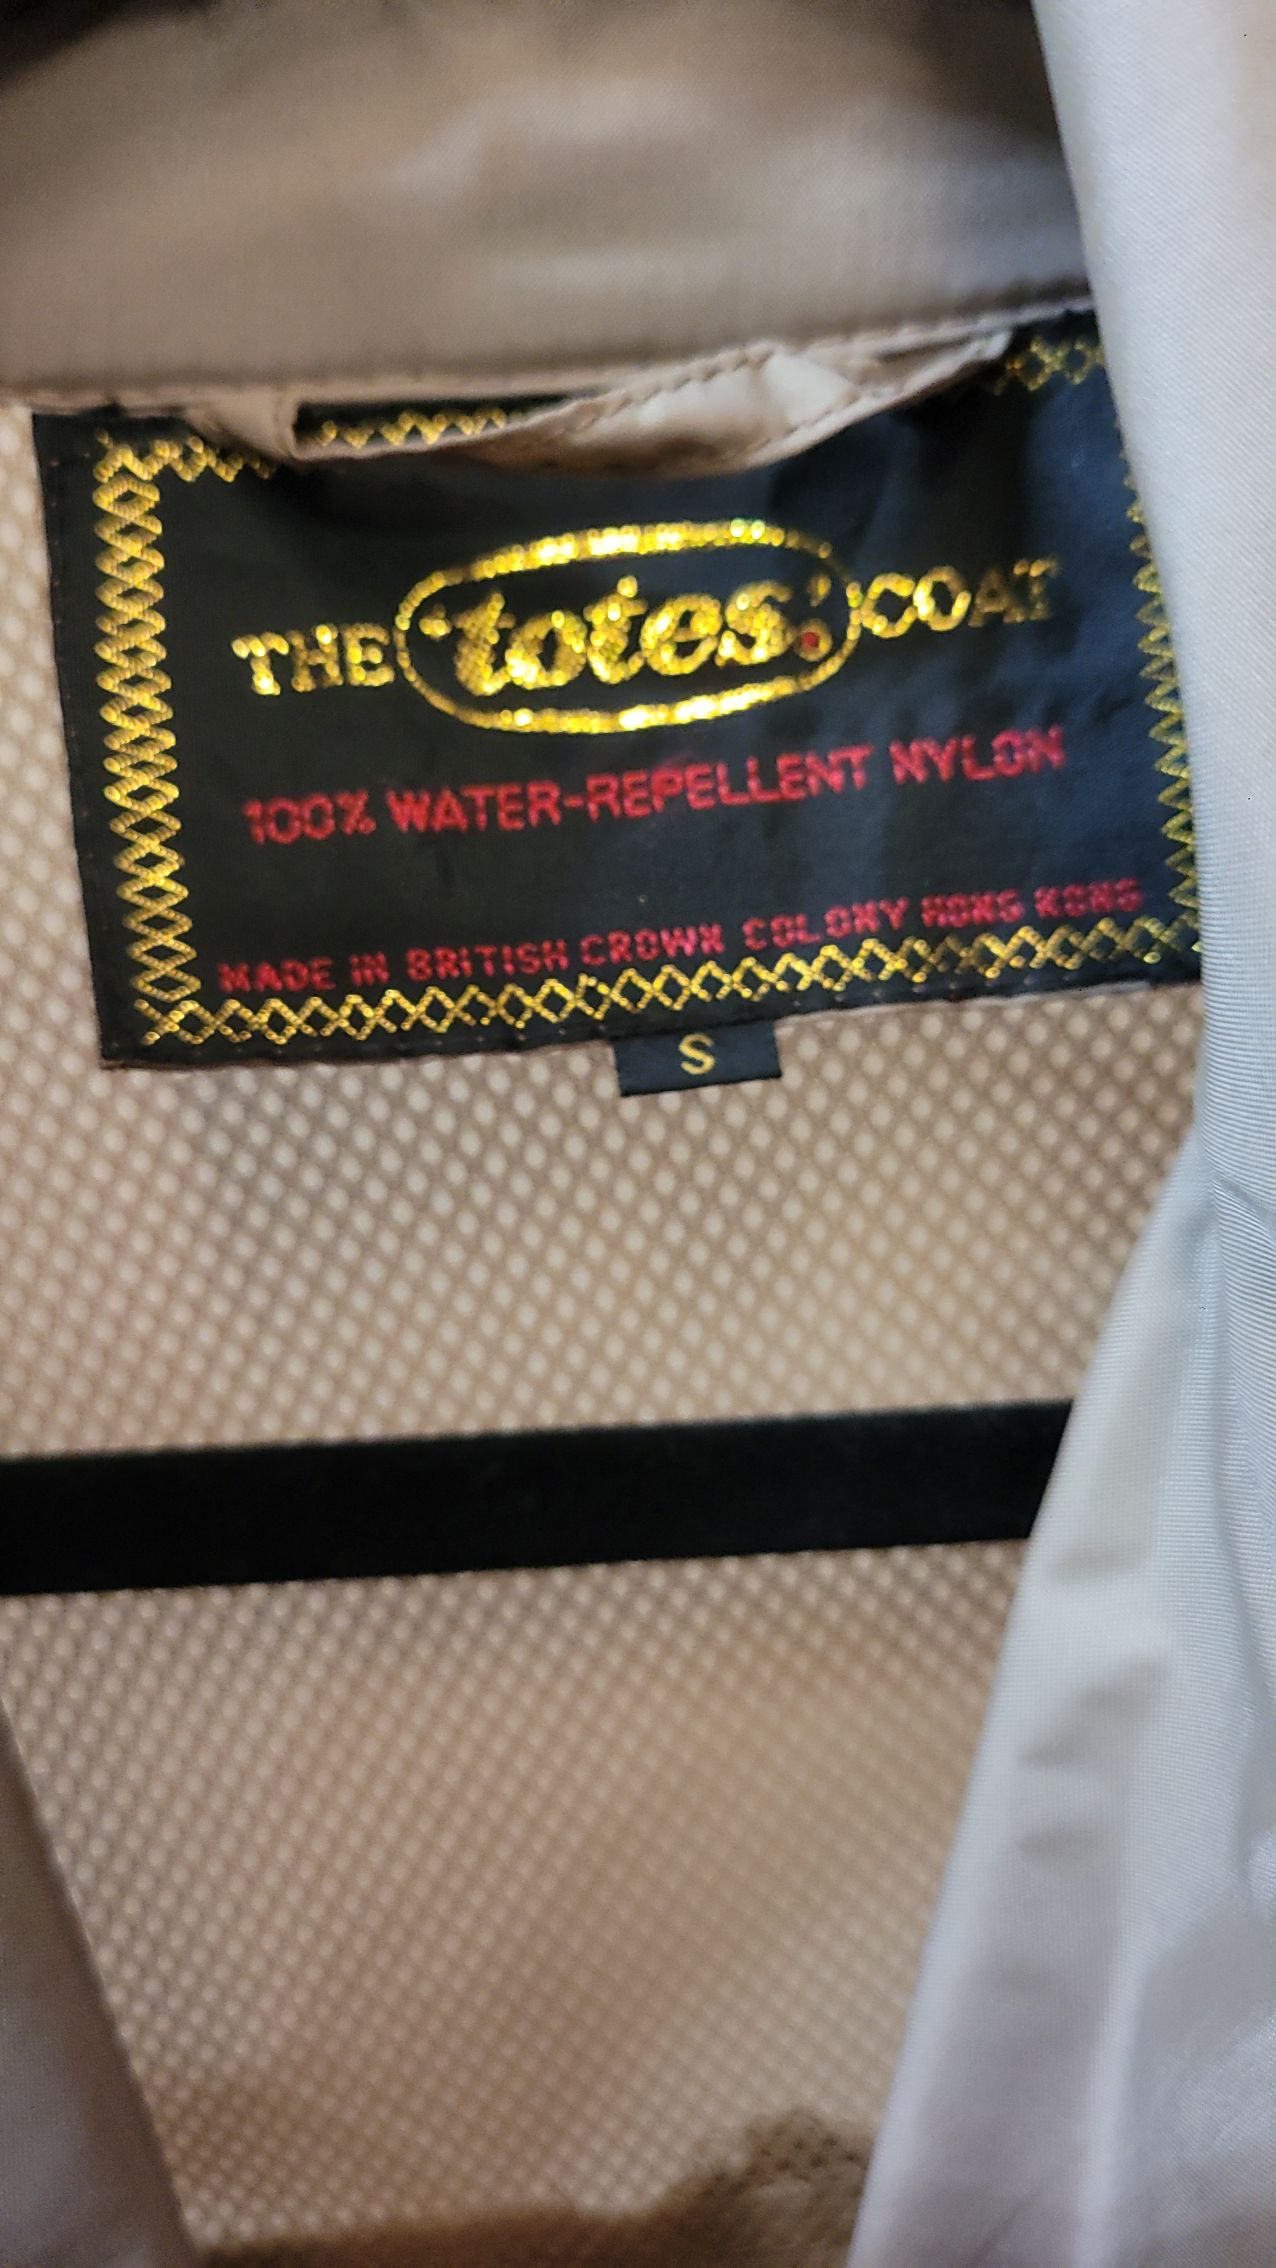 THE 'totes.' COAT
100% WATER-REPELLENT NYLON
MADE IN BRITISH CROWN COLONY HONG KONG
S